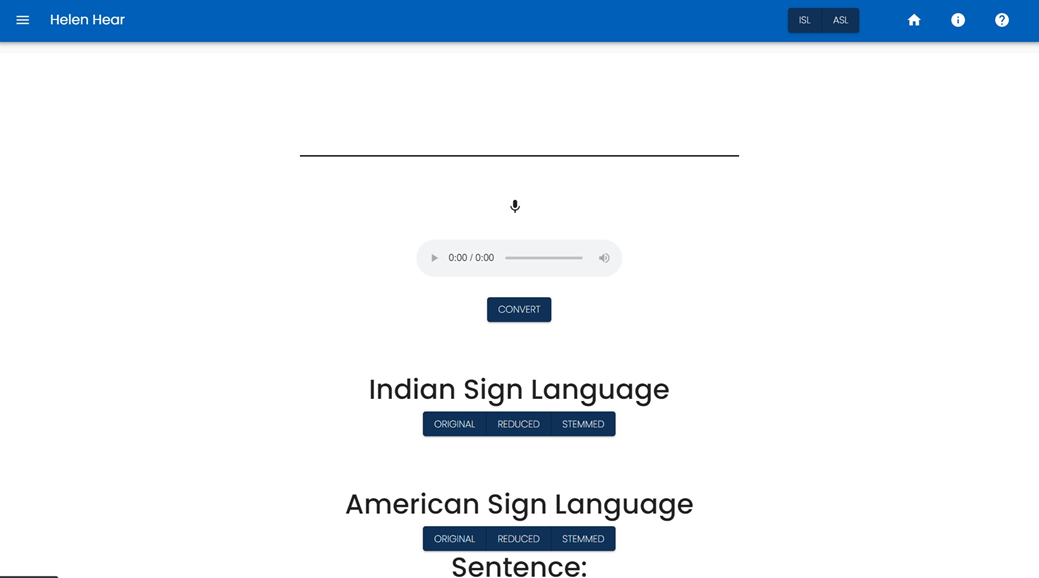 Helen Hear ISL ASL
0:00 / 0:00
CONVERT
Indian Sign Language
ORIGINAL REDUCED STEMMED
American Sign Language
ORIGINAL REDUCED STEMMED
Sentence: